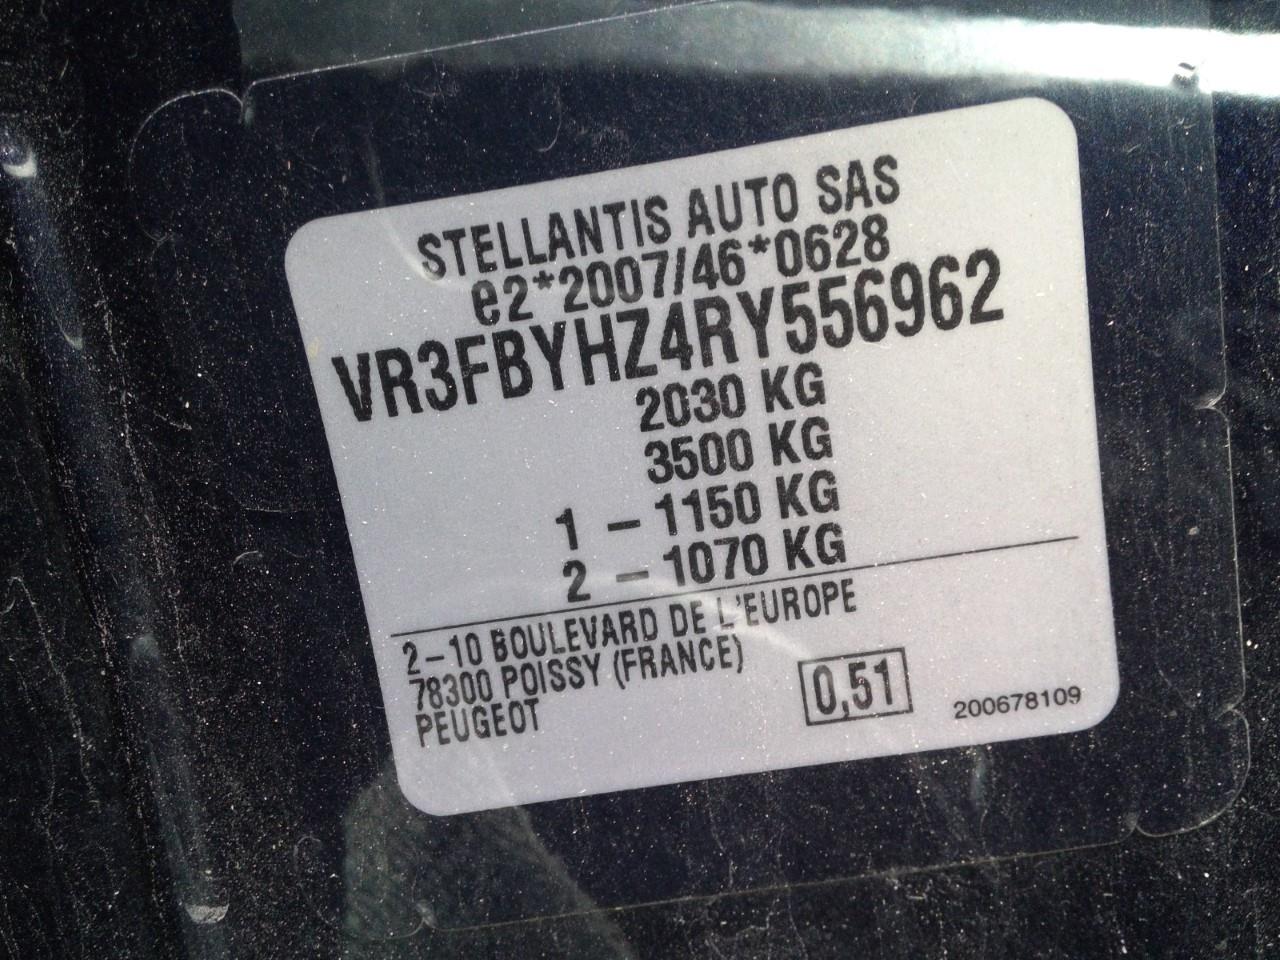 STELLANTIS AUTO SAS
e2*2007/46*0628
VR3FBYHZ4RY556962
2030 KG
3500 KG
1 – 1150 KG
2 – 1070 KG
2–10 BOULEVARD DE L'EUROPE
78300 POISSY (FRANCE)
PEUGEOT
0,51
200678109